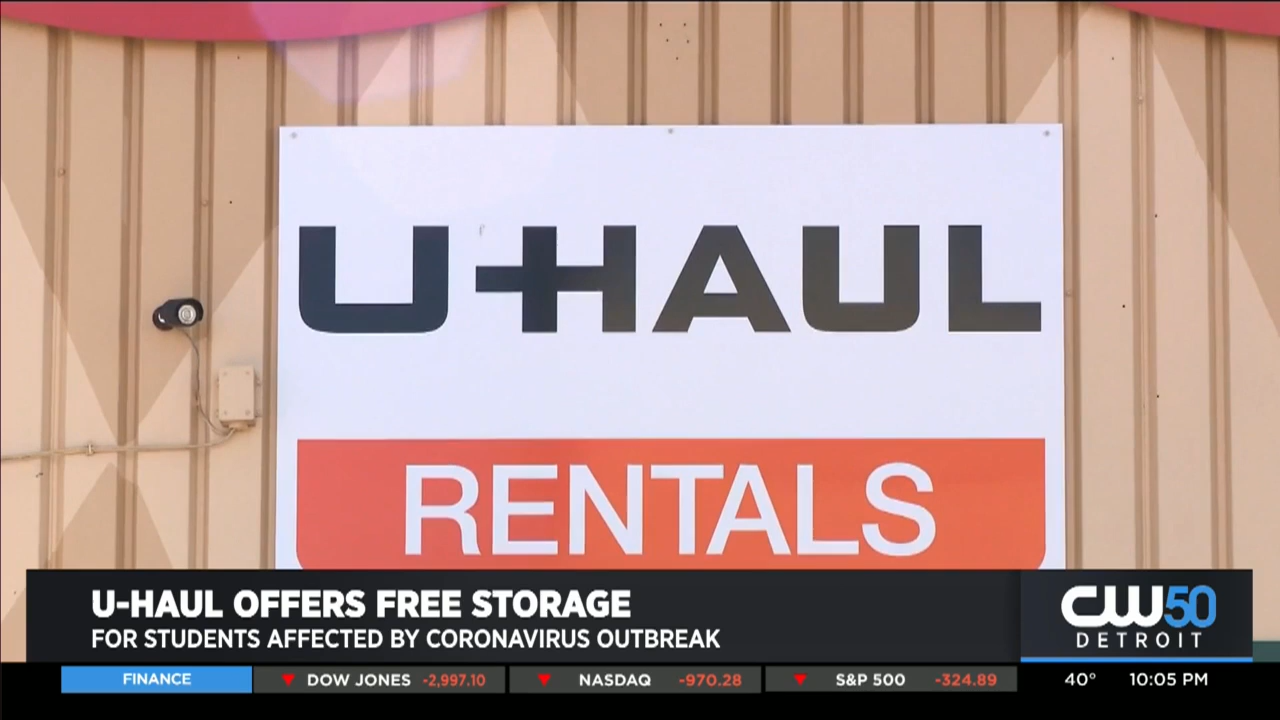 U-HAUL
RENTALS
U-HAUL OFFERS FREE STORAGE
FOR STUDENTS AFFECTED BY CORONAVIRUS OUTBREAK
CW50
DETROIT
FINANCE DOW JONES -2,997.10 NASDAQ -970.28 S&P 500 -324.89 40° 10:05 PM